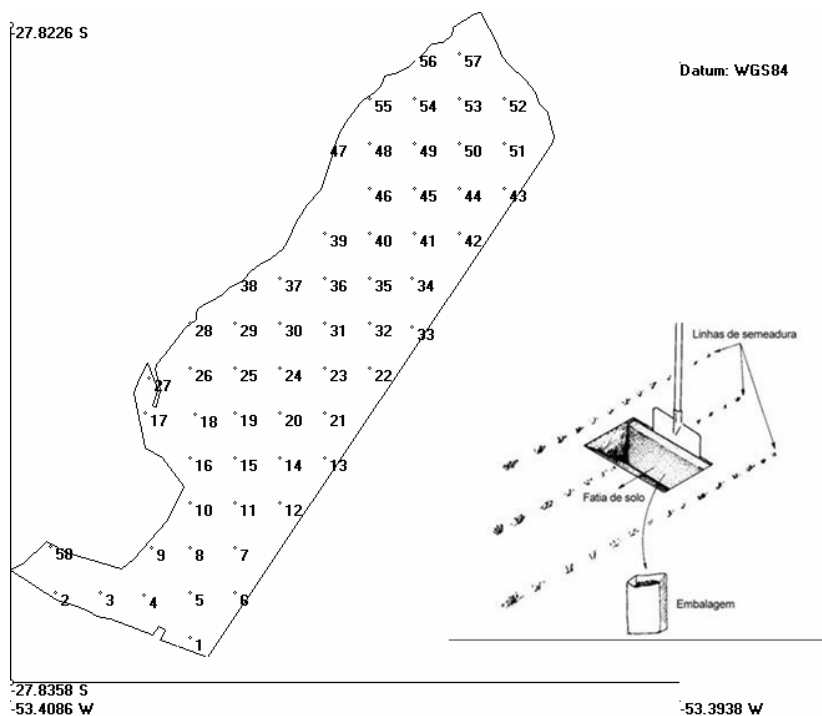 -27.8226 S
56 57
Datum: WGS84
55 54 53 52
47 48 49 50 51
46 45 44 43
39 40 41 42
38 37 36 35 34
28 29 30 31 32 33
Linhas de semeadura
27 26 25 24 23 22
17 18 19 20 21
16 15 14 13
Fatia de solo
10 11 12
58 9 8 7
2 3 4 5 6
Embalagem
1
-27.8358 S
-53.4086 W
-53.3938 W